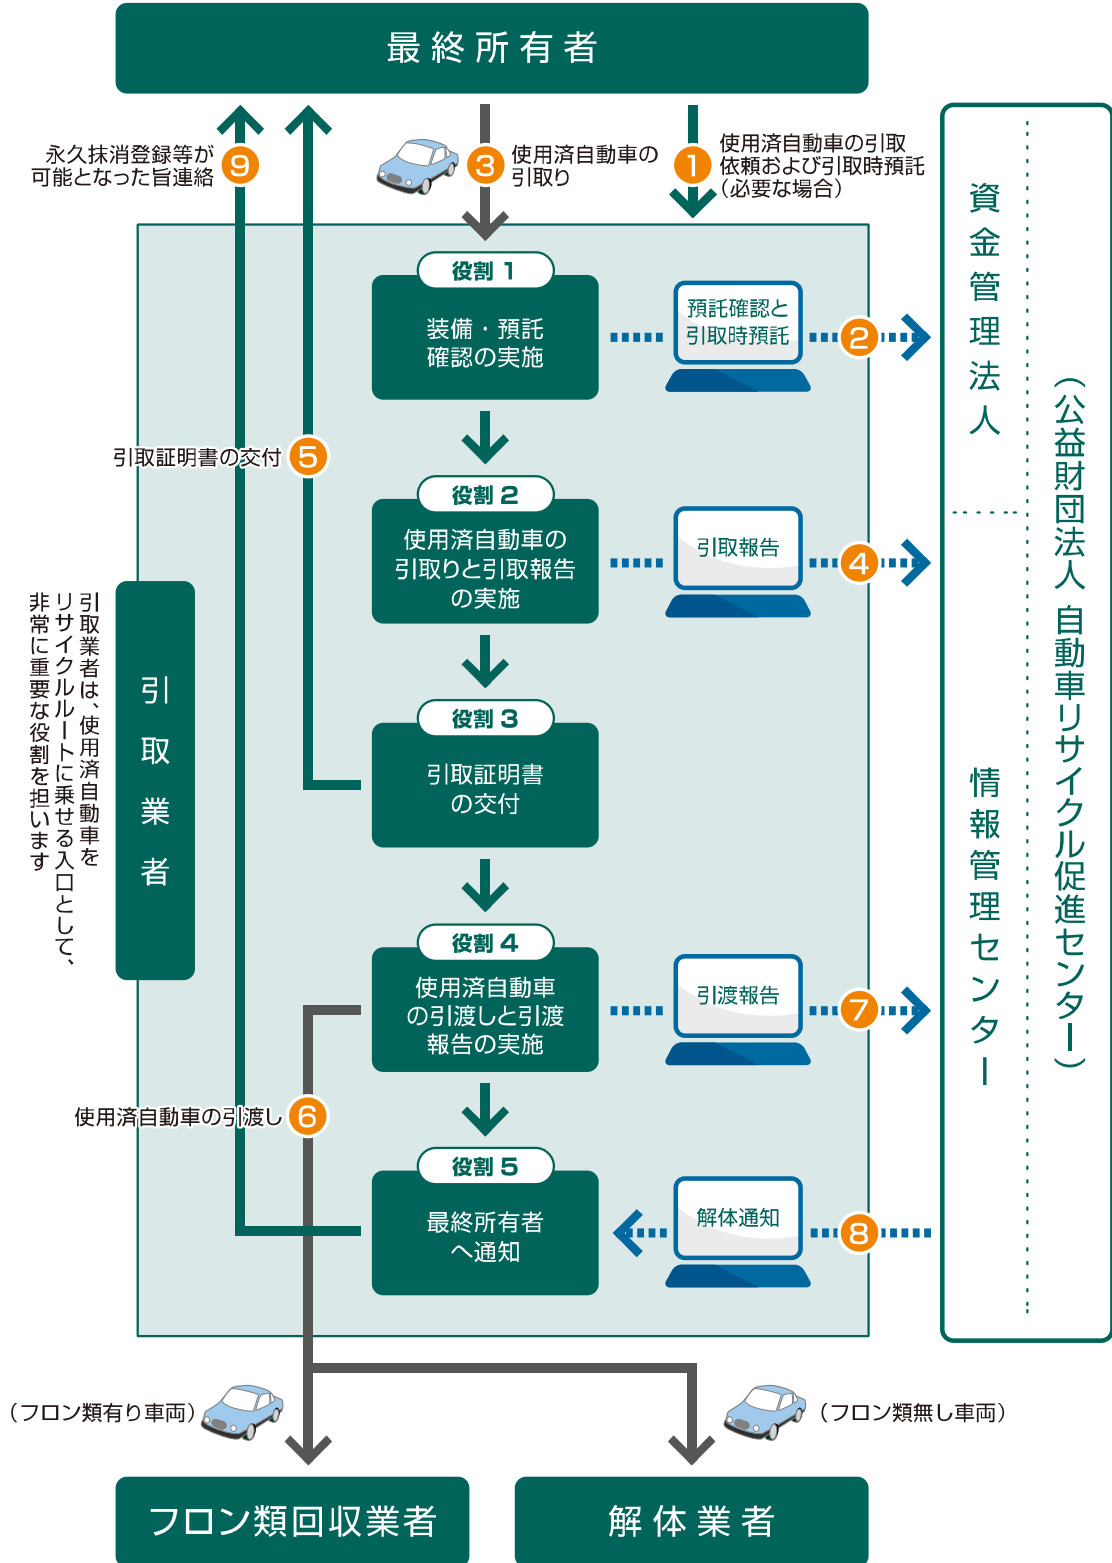 最終所有者
永久抹消登録等が
可能となった旨連絡
9
3
使用済自動車の
引取り
1
使用済自動車の引取
依頼および引取時預託
（必要な場合）
役割 1
装備・預託
確認の実施
預託確認と
引取時預託
2
引取証明書の交付
5
役割 2
使用済自動車の
引取りと引取報告
の実施
引取報告
4
役割 3
引取証明書
の交付
引取業者
引取業者は、使用済自動車を
リサイクルルートに乗せる入口として、
非常に重要な役割を担います
役割 4
使用済自動車
の引渡しと引渡
報告の実施
引渡報告
7
使用済自動車の引渡し
6
役割 5
最終所有者
へ通知
解体通知
8
資金管理法人
情報管理センター
（公益財団法人 自動車リサイクル促進センター）
（フロン類有り車両）
（フロン類無し車両）
フロン類回収業者
解体業者